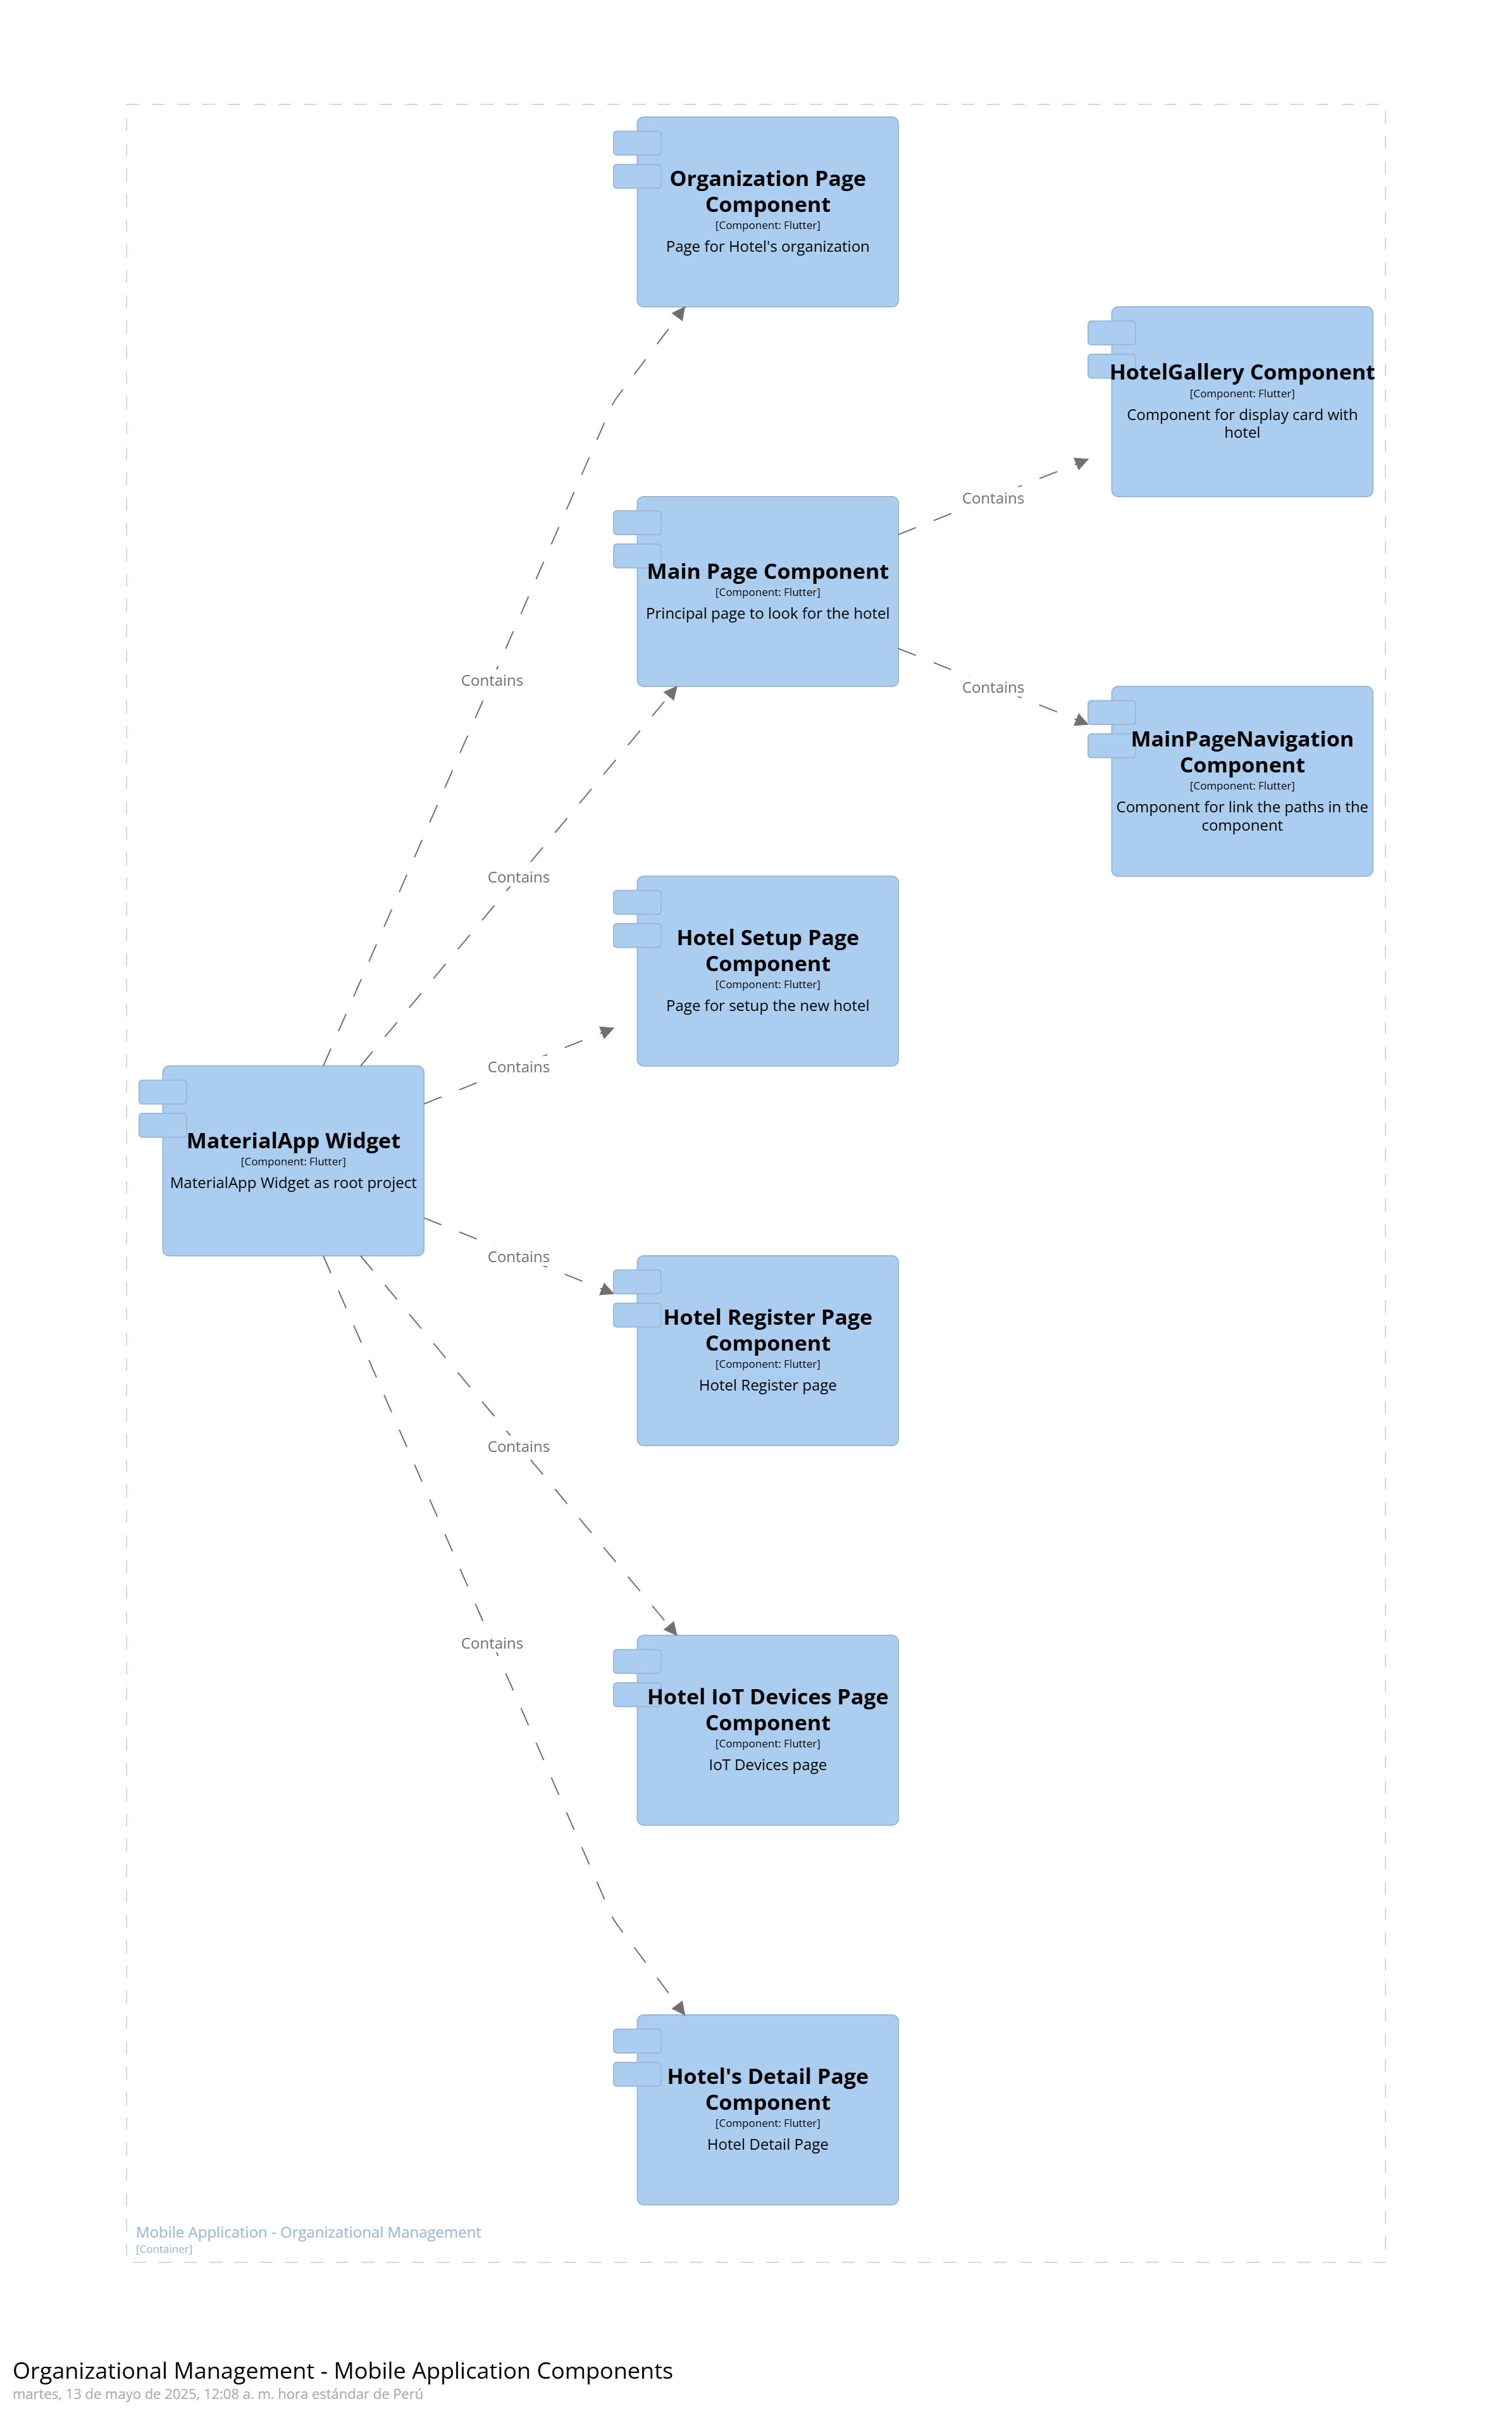 Organization Page
Component
[Component: Flutter]
Page for Hotel's organization
HotelGallery Component
[Component: Flutter]
Component for display card with
hotel
Contains
Main Page Component
[Component: Flutter]
Principal page to look for the hotel
Contains
Contains
MainPageNavigation
Component
[Component: Flutter]
Component for link the paths in the
component
Contains
Hotel Setup Page
Component
[Component: Flutter]
Page for setup the new hotel
Contains
MaterialApp Widget
[Component: Flutter]
MaterialApp Widget as root project
Contains
Hotel Register Page
Component
[Component: Flutter]
Hotel Register page
Contains
Contains
Hotel IoT Devices Page
Component
[Component: Flutter]
IoT Devices page
Hotel's Detail Page
Component
[Component: Flutter]
Hotel Detail Page
Mobile Application - Organizational Management
[Container]
Organizational Management - Mobile Application Components
martes, 13 de mayo de 2025, 12:08 a. m. hora estándar de Perú